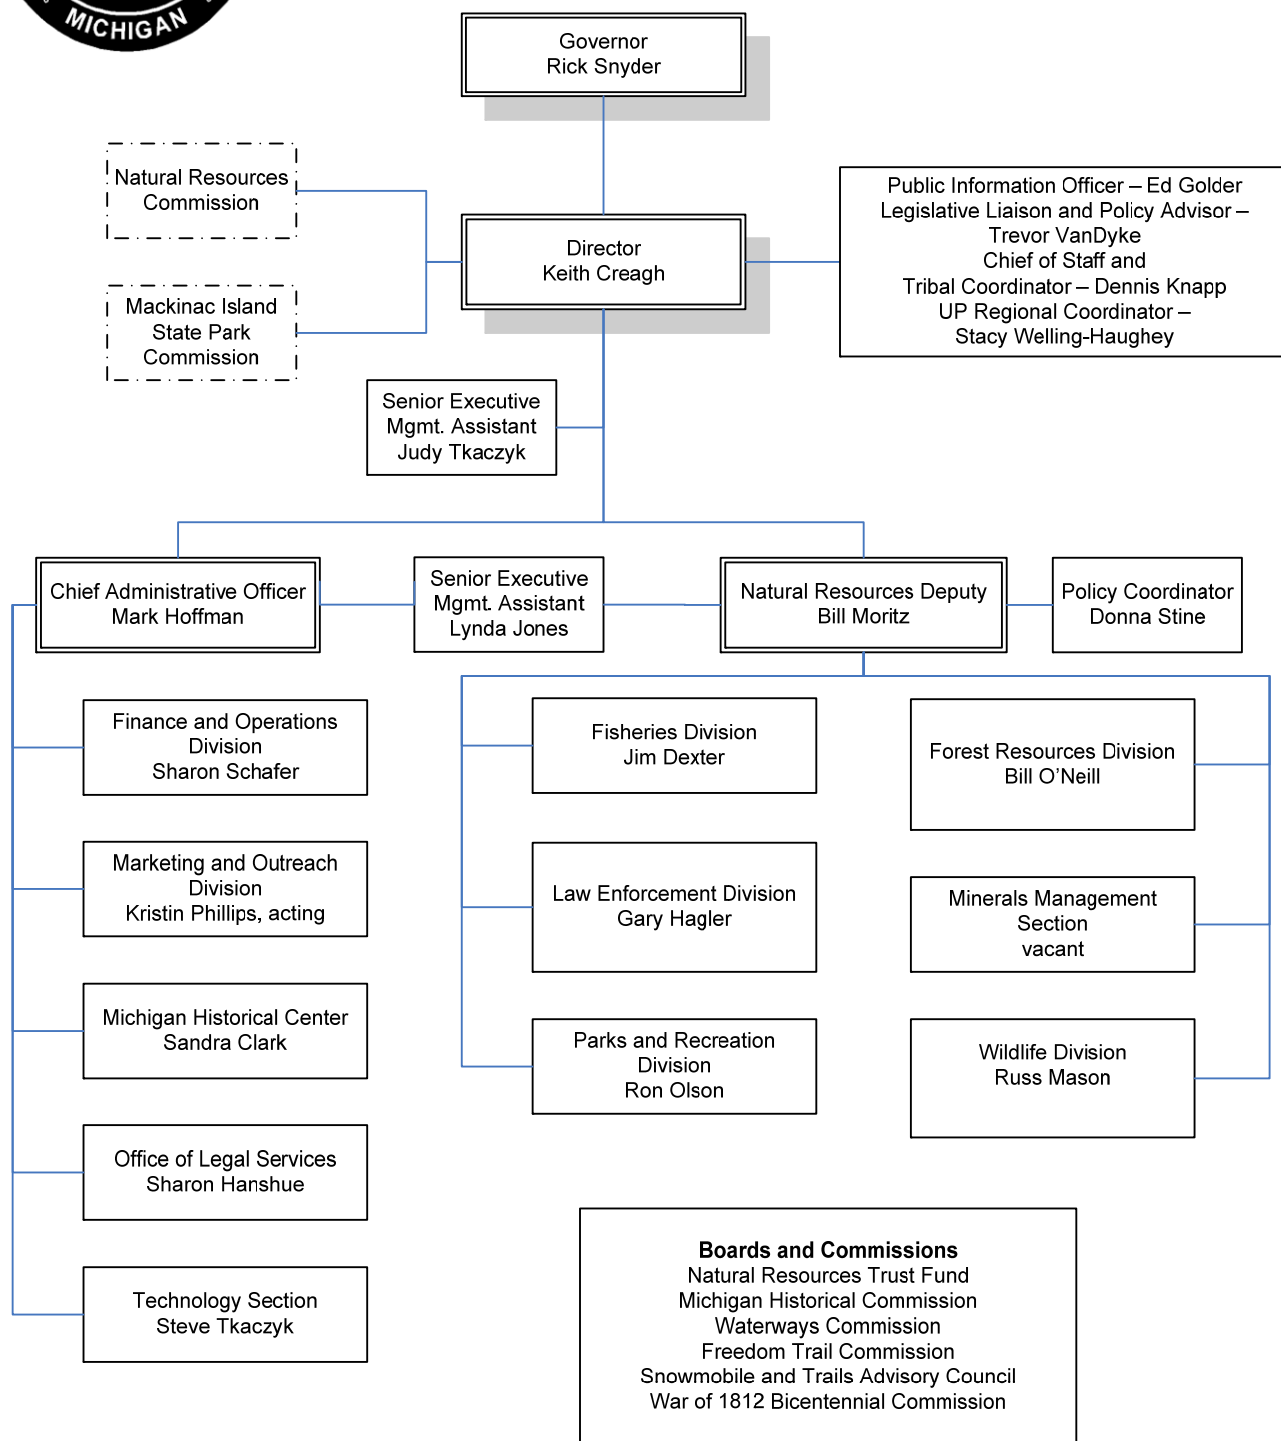 MICHIGAN
Governor
Rick Snyder
Natural Resources
Commission
Director
Keith Creagh
Public Information Officer – Ed Golder
Legislative Liaison and Policy Advisor –
Trevor VanDyke
Chief of Staff and
Tribal Coordinator – Dennis Knapp
UP Regional Coordinator –
Stacy Welling-Haughey
Mackinac Island
State Park
Commission
Senior Executive
Mgmt. Assistant
Judy Tkaczyk
Chief Administrative Officer
Mark Hoffman
Senior Executive
Mgmt. Assistant
Lynda Jones
Natural Resources Deputy
Bill Moritz
Policy Coordinator
Donna Stine
Finance and Operations
Division
Sharon Schafer
Marketing and Outreach
Division
Kristin Phillips, acting
Michigan Historical Center
Sandra Clark
Office of Legal Services
Sharon Hanshue
Technology Section
Steve Tkaczyk
Fisheries Division
Jim Dexter
Law Enforcement Division
Gary Hagler
Parks and Recreation
Division
Ron Olson
Forest Resources Division
Bill O’Neill
Minerals Management
Section
vacant
Wildlife Division
Russ Mason
Boards and Commissions
Natural Resources Trust Fund
Michigan Historical Commission
Waterways Commission
Freedom Trail Commission
Snowmobile and Trails Advisory Council
War of 1812 Bicentennial Commission